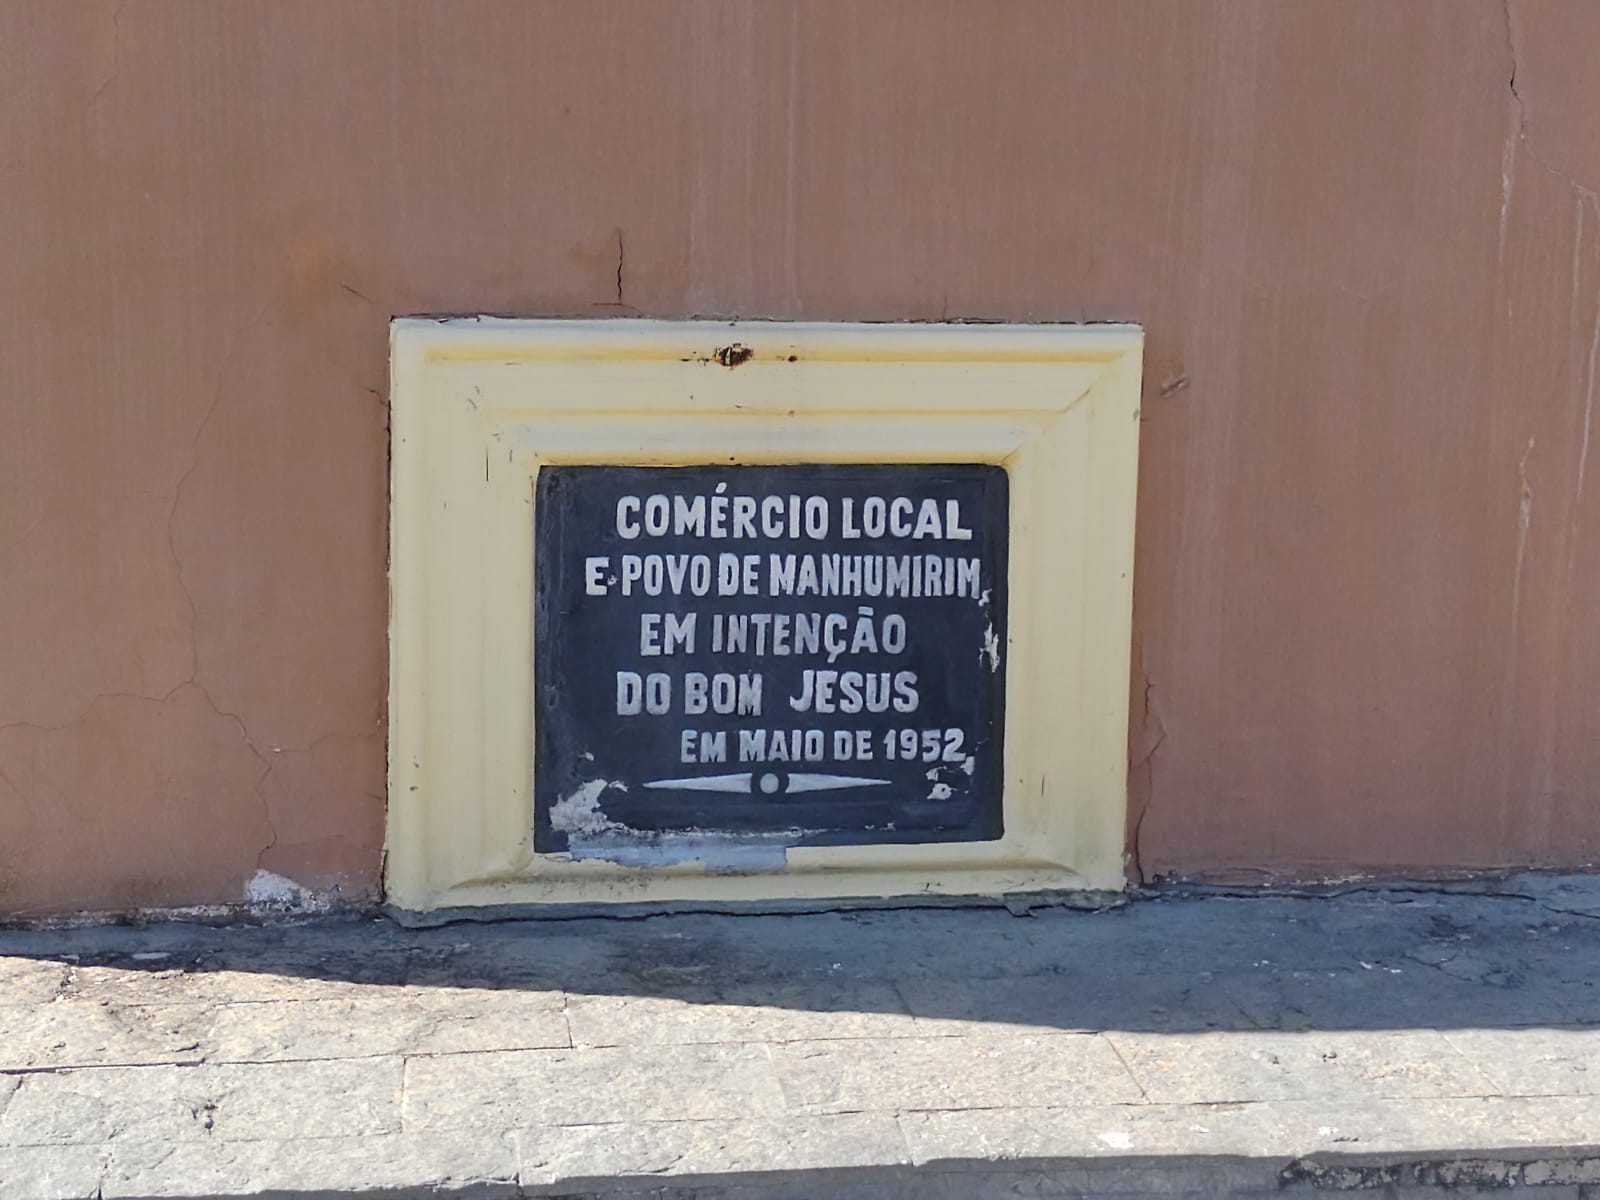 COMÉRCIO LOCAL
E POVO DE MANHUMIRIM
EM INTENÇÃO
DO BOM JESUS
EM MAIO DE 1952